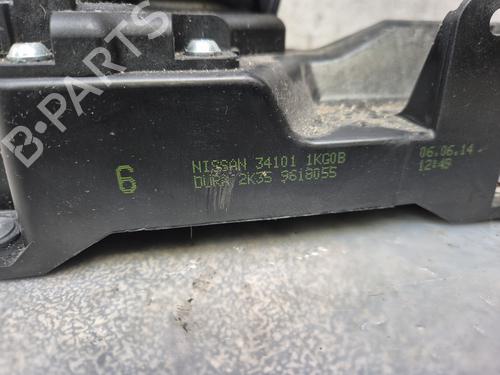 B-PARTS
6
NISSAN 34101 1KG0B
DURA 2K35 9618055
06.06.14
12:48